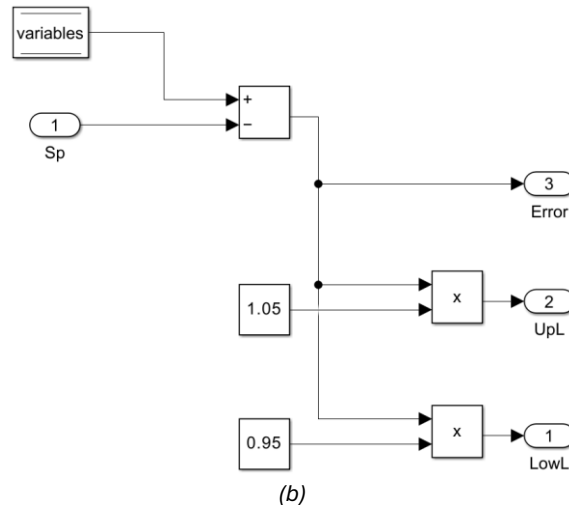 variables
+
−
1
Sp
3
Error
1.05
x
2
UpL
0.95
x
1
LowL
(b)